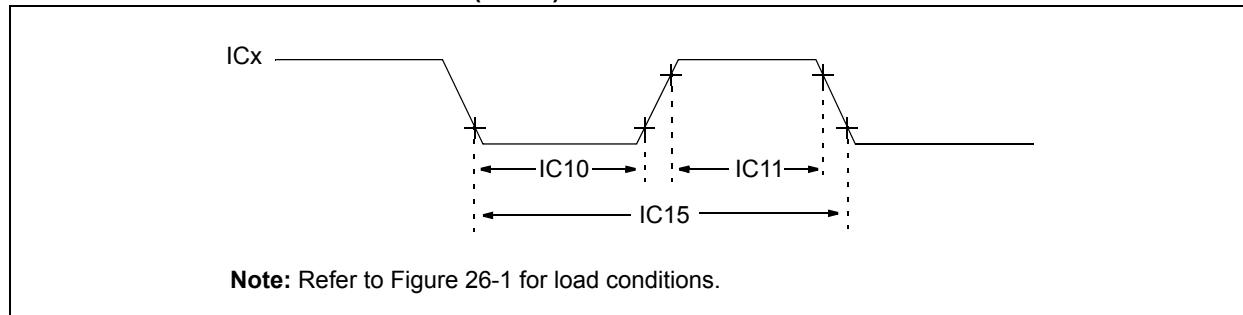 ICx
IC10
IC11
IC15
Note: Refer to Figure 26-1 for load conditions.